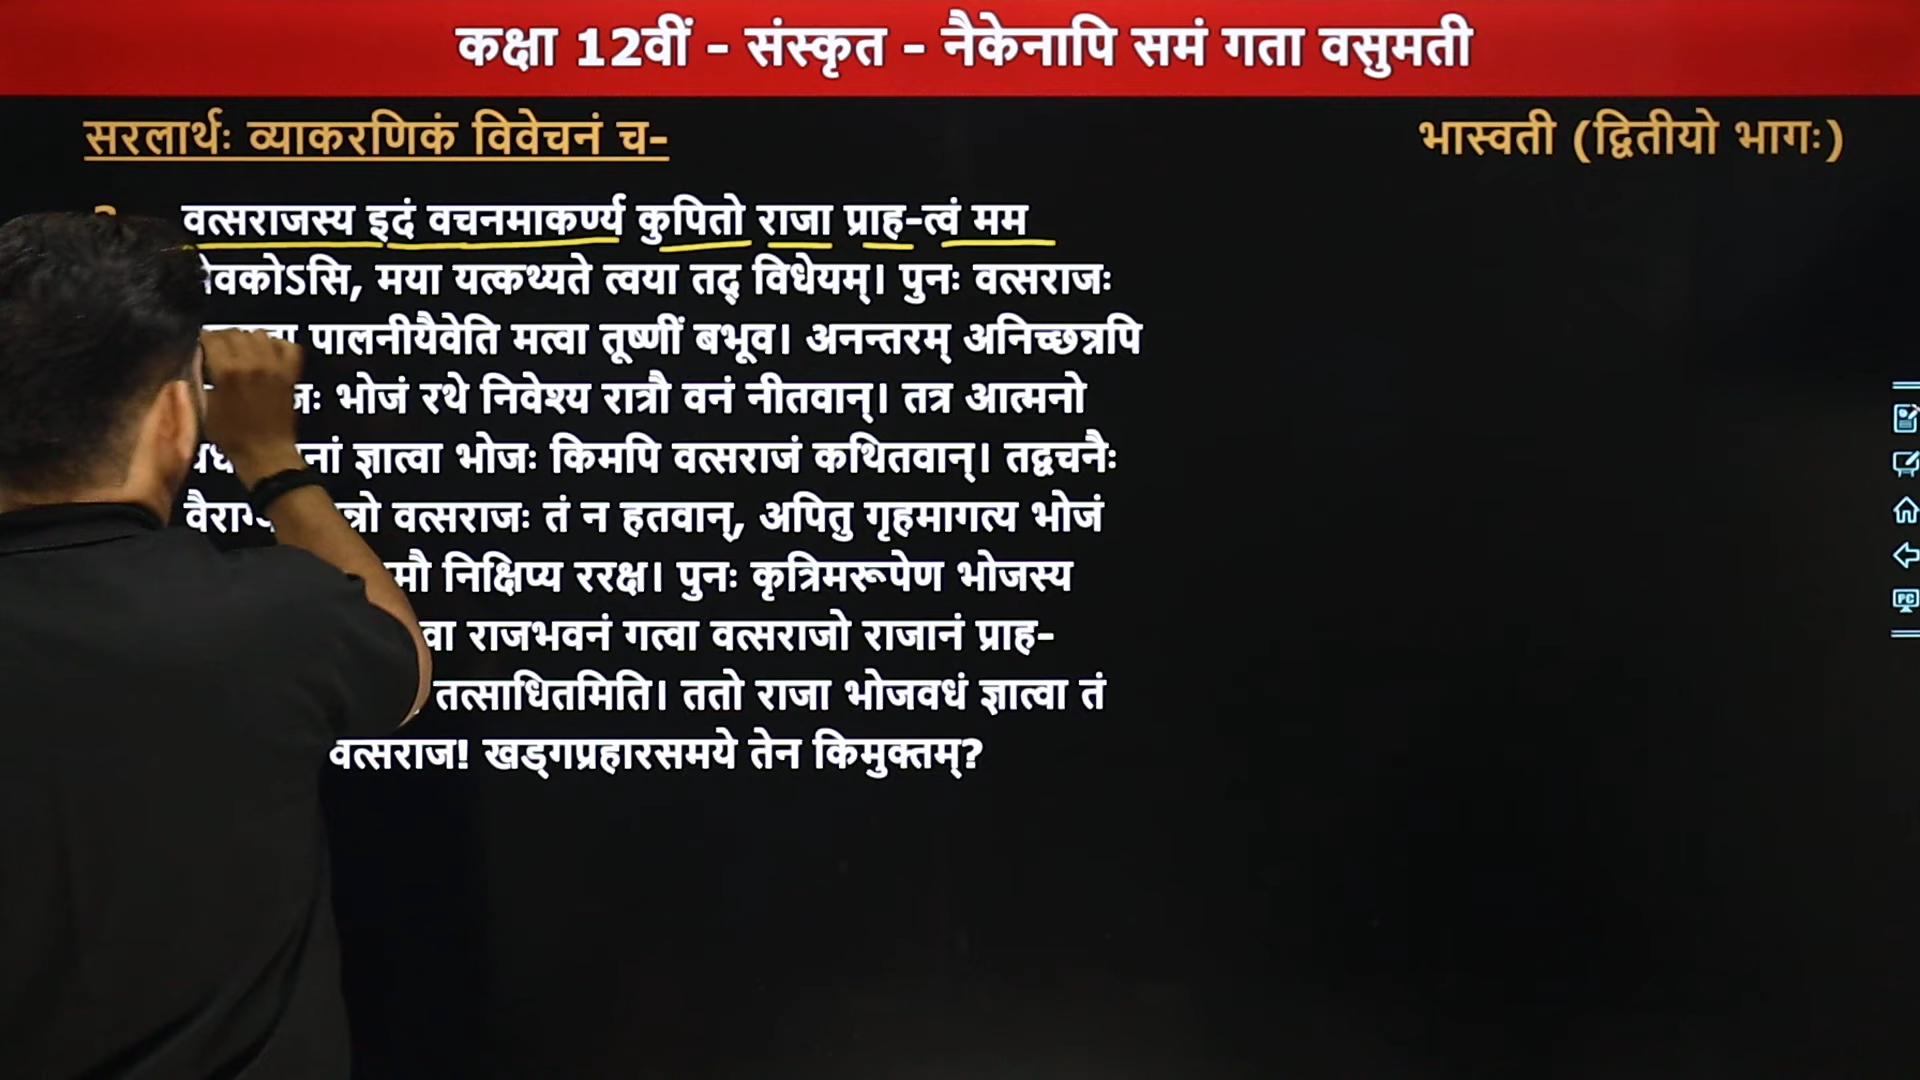 कक्षा 12वीं - संस्कृत - नैकेनापि समं गता वसुमती
सरलार्थः व्याकरणिकं विवेचनं च-
भास्वती (द्वितीयो भागः)
वत्सराजस्य इदं वचनमाकर्ण्य कुपितो राजा प्राह-त्वं मम
मया यत्कथ्यते त्वया तद् विधेयम्। पुनः वत्सराजः
पालनीयैवेति मत्वा तूष्णीं बभूव। अनन्तरम् अनिच्छन्नपि
भोजं रथे निवेश्य रात्रौ वनं नीतवान्। तत्र आत्मनो
ज्ञात्वा भोजः किमपि वत्सराजं कथितवान्। तद्वचनैः
वत्सराजः तं न हतवान्, अपितु गृहमागत्य भोजं
निक्षिप्य ररक्ष। पुनः कृत्रिमरूपेण भोजस्य
राजभवनं गत्वा वत्सराजो राजानं प्राह-
तत्साधितमिति। ततो राजा भोजवधं ज्ञात्वा तं
वत्सराज! खड्गप्रहारसमये तेन किमुक्तम्?
PC